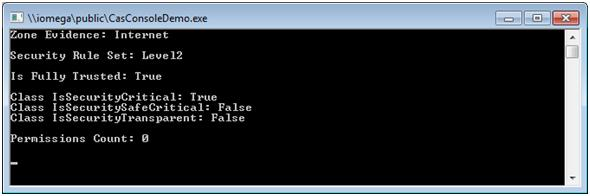 \\iomega\public\CasConsoleDemo.exe
Zone Evidence: Internet
Security Rule Set: Level2
Is Fully Trusted: True
Class IsSecurityCritical: True
Class IsSecuritySafeCritical: False
Class IsSecurityTransparent: False
Permissions Count: 0